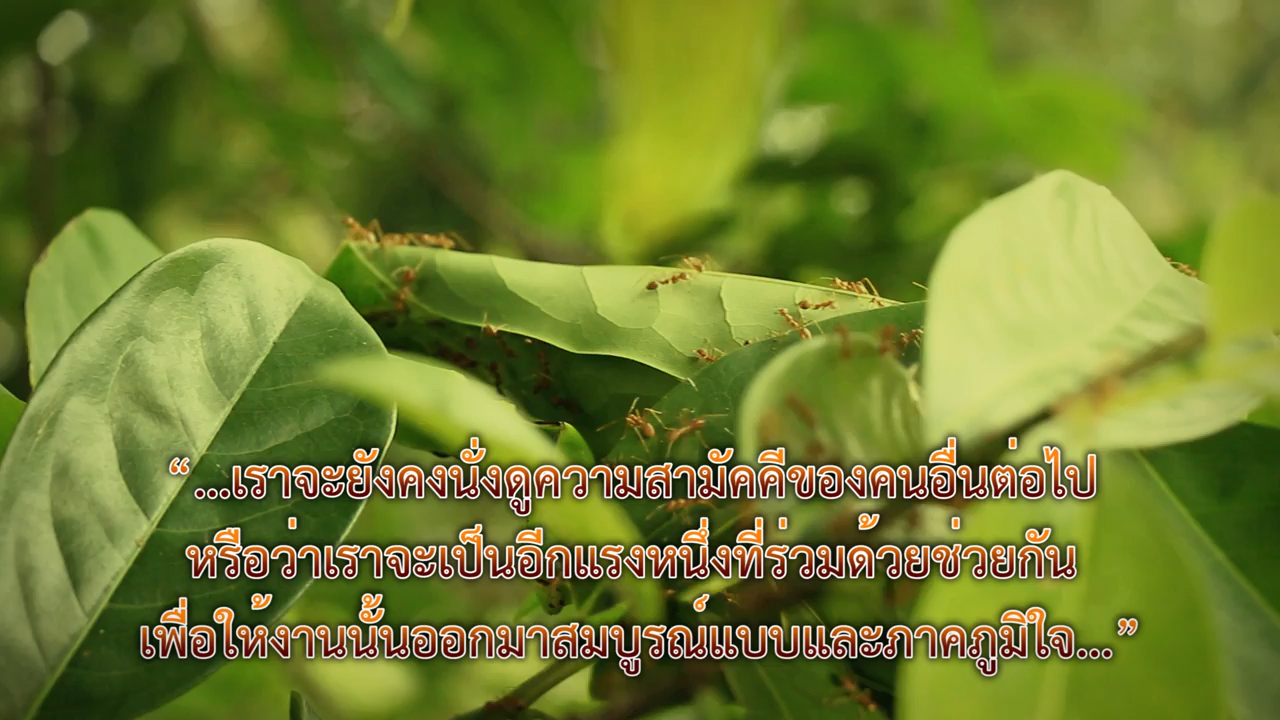 “ ...เราจะยังคงนั่งดูความสามัคคีของคนอื่นต่อไป
หรือว่าเราจะเป็นอีกแรงหนึ่งที่ร่วมด้วยช่วยกัน
เพื่อให้งานนั้นออกมาสมบูรณ์แบบและภาคภูมิใจ...”